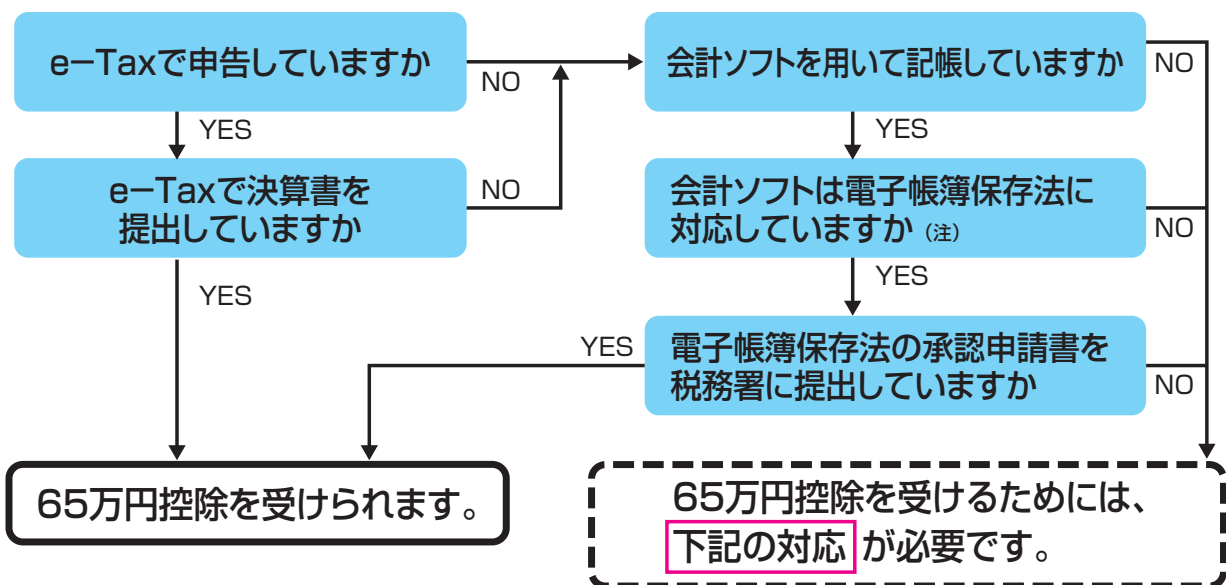 e-Taxで申告していますか
NO
YES
e-Taxで決算書を
提出していますか
NO
YES
会計ソフトを用いて記帳していますか
NO
YES
会計ソフトは電子帳簿保存法に
対応していますか (注)
NO
YES
電子帳簿保存法の承認申請書を
税務署に提出していますか
YES
NO
65万円控除を受けられます。
65万円控除を受けるためには、
下記の対応 が必要です。